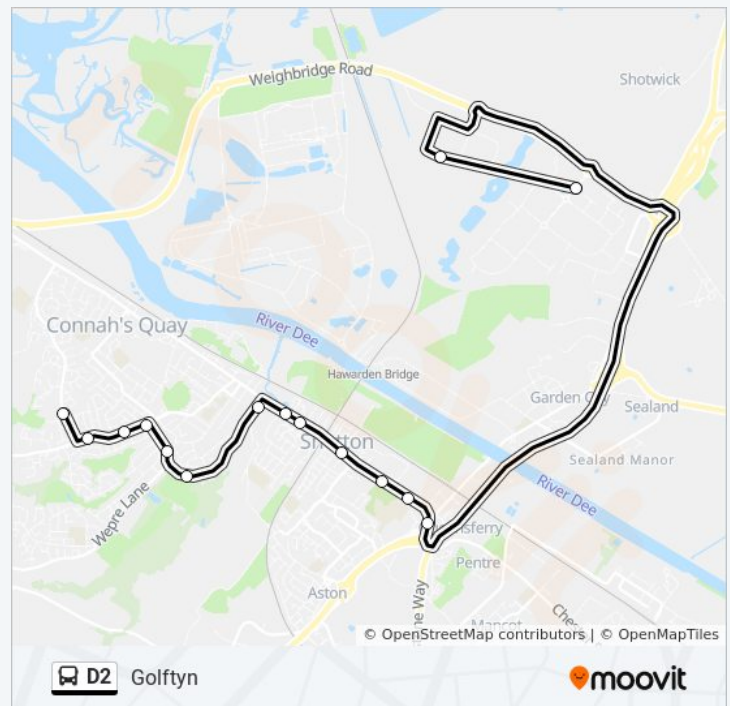 Weighbridge Road
Shotwick
Connah's Quay
River Dee
Hawarden Bridge
Garden City
Sealand
Shotton
Sealand Manor
River Dee
Wepre Lane
Pentre
Aston
© OpenStreetMap contributors | © OpenMapTiles
D2 Golftyn
moovit